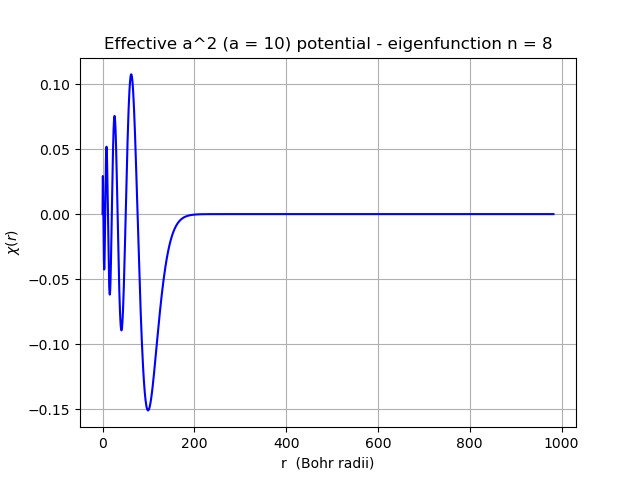 Effective a^2 (a = 10) potential - eigenfunction n = 8
0.10
0.05
0.00
−0.05
−0.10
−0.15
χ(r)
0 200 400 600 800 1000
r (Bohr radii)